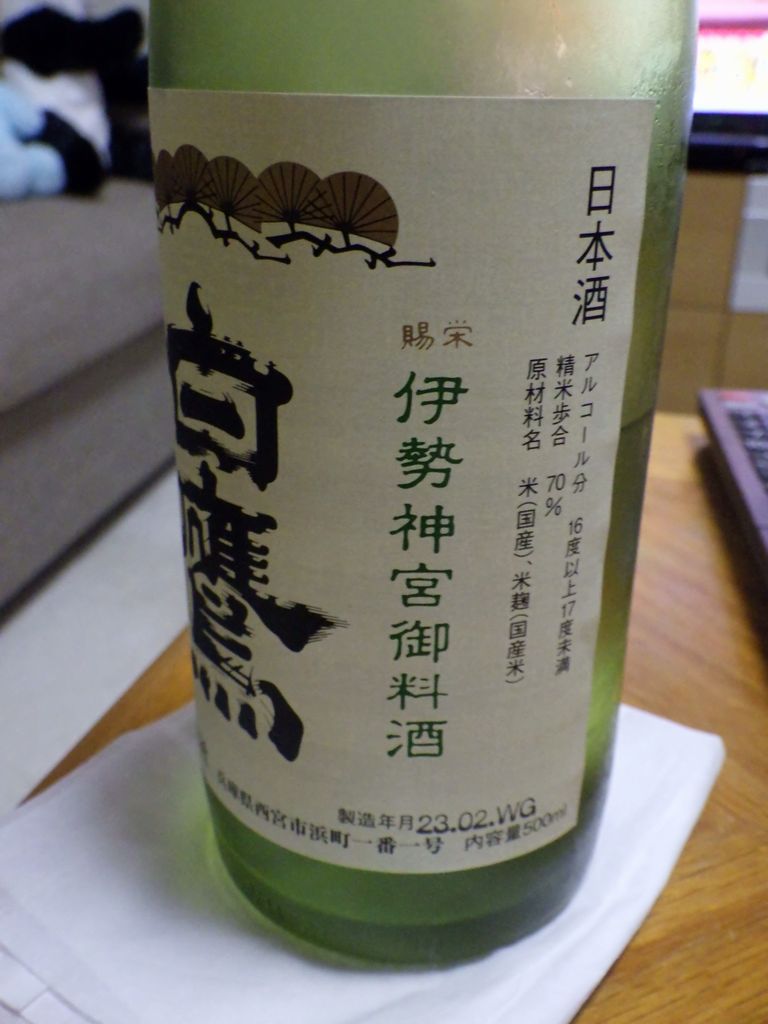 日本酒
アルコール分 16度以上17度未満
精米歩合 70%
原材料名 米(国産)、米麹(国産米)
栄賜
伊勢神宮御料酒
白鷹
製造年月23.02.WG
内容量500ml
兵庫県西宮市浜町一番一号